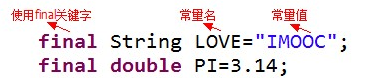 使用final关键字 常量名 常量值
final String LOVE="IMOOC";
final double PI=3.14;